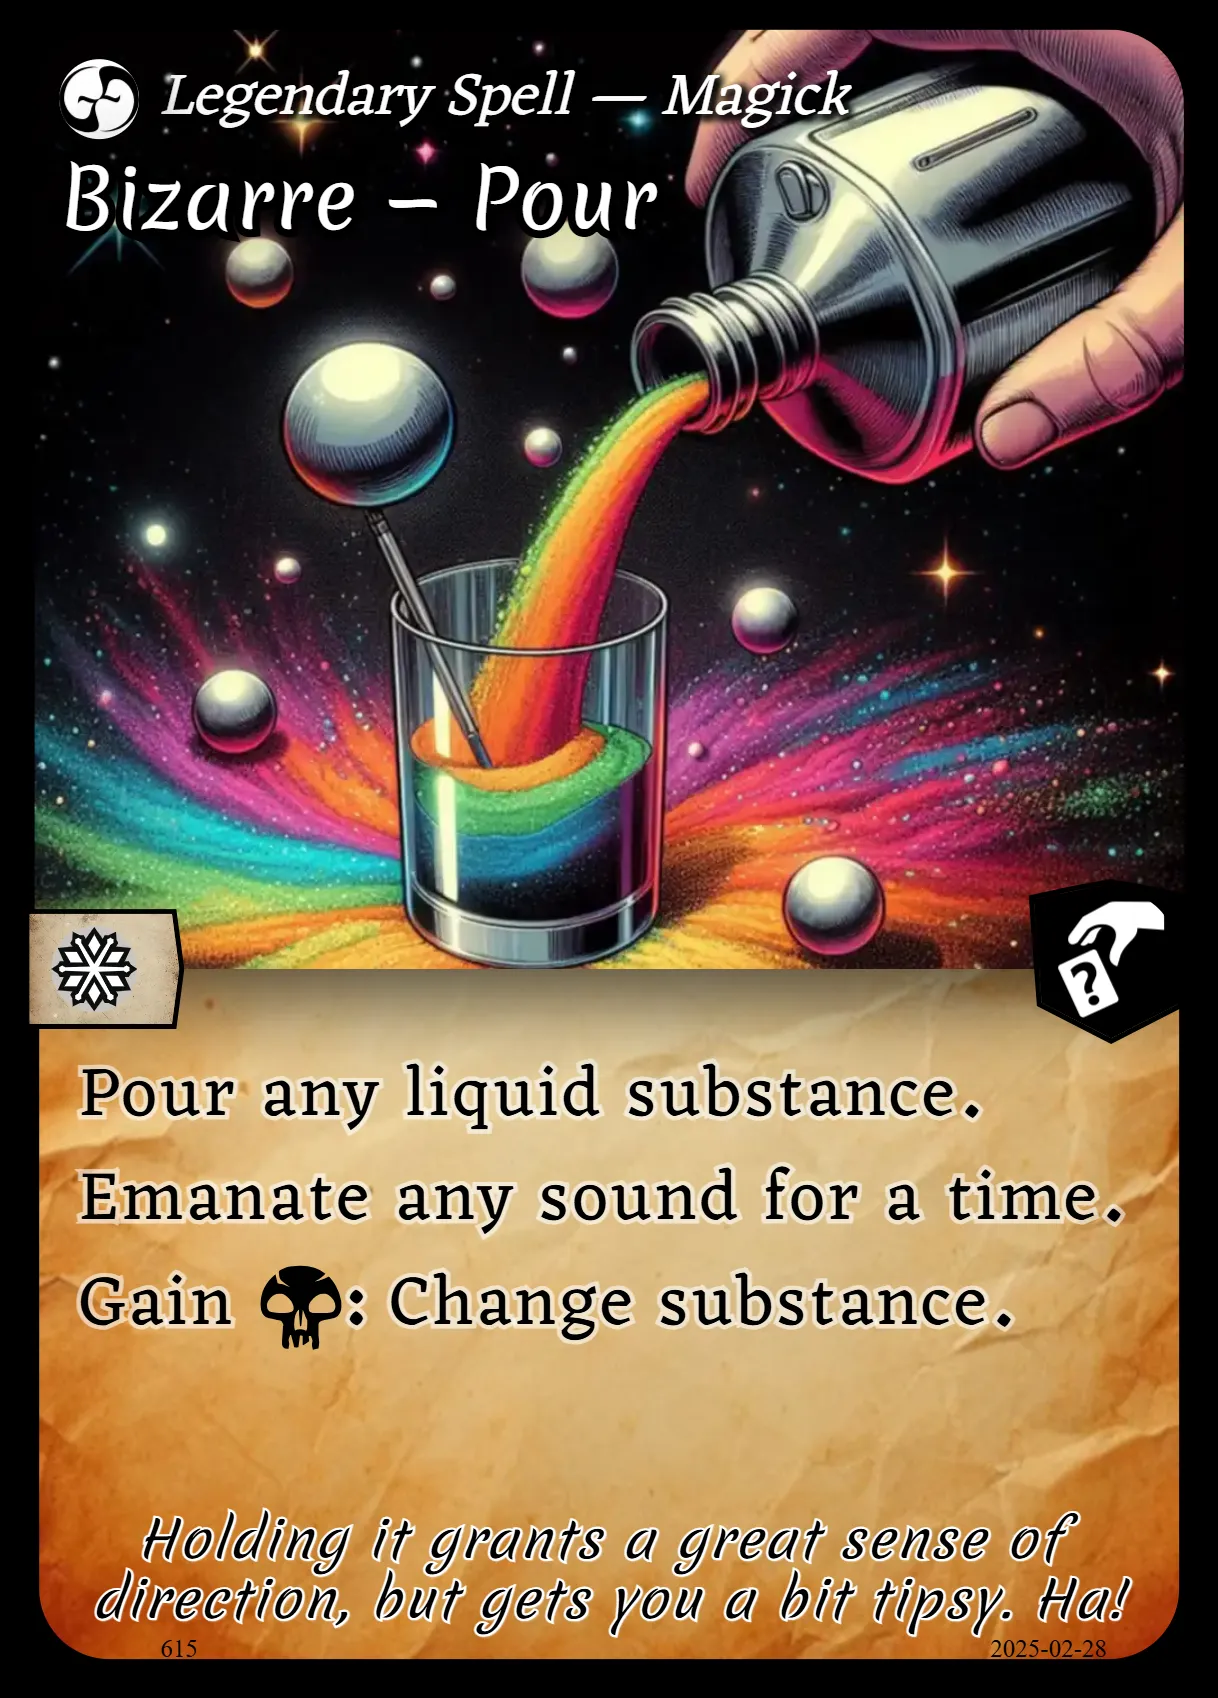 Legendary Spell — Magick
Bizarre – Pour
?
Pour any liquid substance.
Emanate any sound for a time.
Gain : Change substance.
Holding it grants a great sense of
direction, but gets you a bit tipsy. Ha!
615
2025-02-28